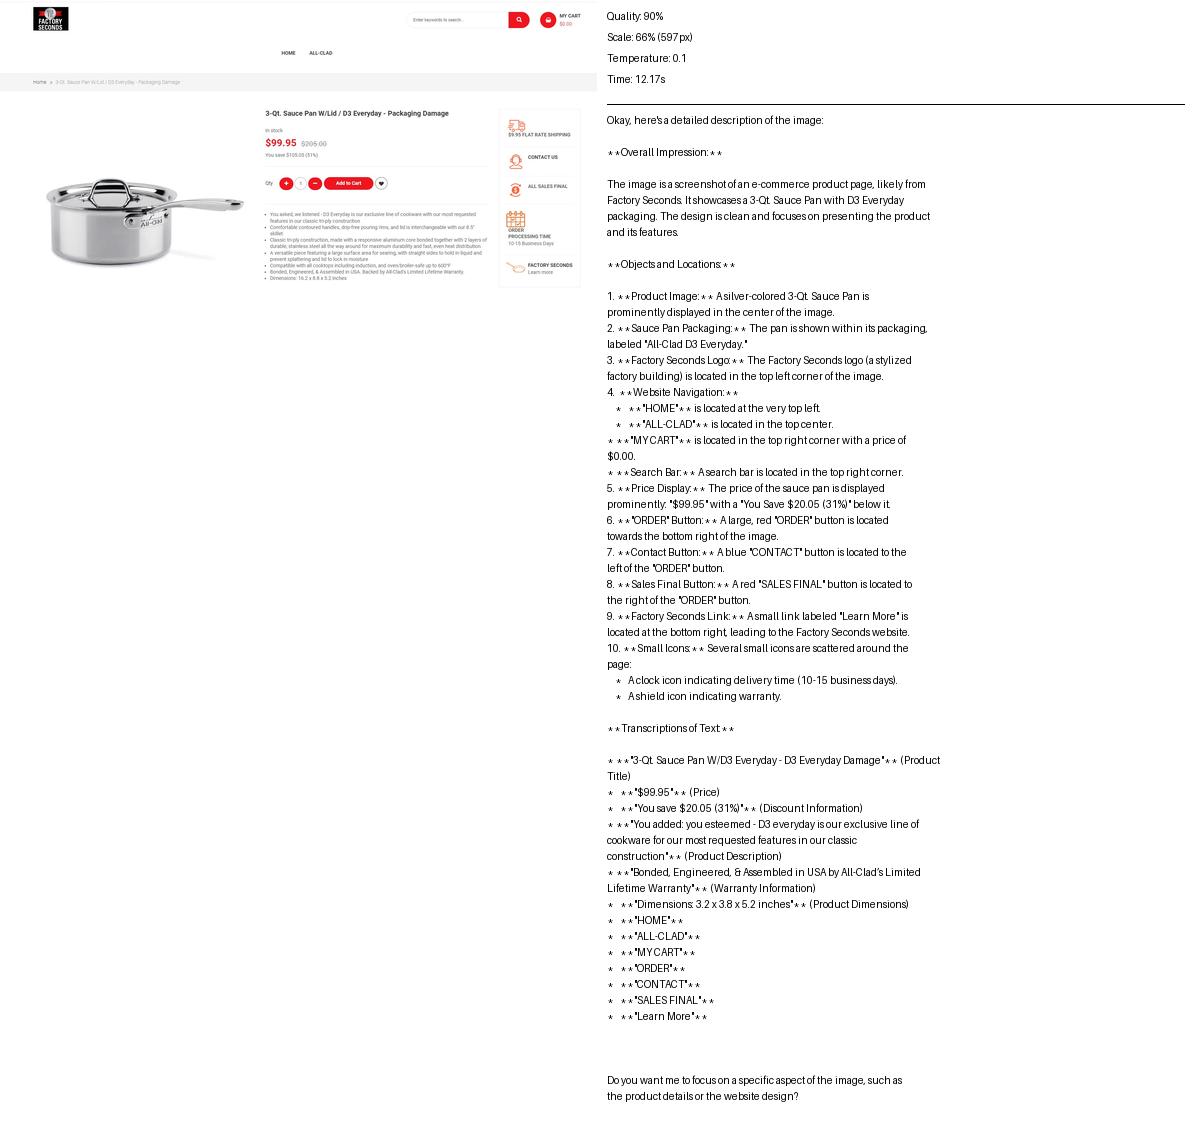 FACTORY
SECONDS
Enter keywords to search...
MY CART
$0.00
HOME
ALL-CLAD
Home » 3-Qt. Sauce Pan W/Lid / D3 Everyday - Packaging Damage
3-Qt. Sauce Pan W/Lid / D3 Everyday - Packaging Damage
In stock
$99.95 $205.00
You save $105.05 (51%)
Qty + 1 − Add to Cart
You asked, we listened - D3 Everyday is our exclusive line of cookware with our most requested
features in our classic tri-ply construction
Comfortable contoured handles, drip-free pouring rims, and lid is interchangeable with our 8.5"
skillet
Classic tri-ply construction, made with a responsive aluminum core bonded together with 2 layers of
durable, stainless steel all the way around for maximum durability and fast, even heat distribution
A versatile piece featuring a large surface area for searing, with straight sides to hold in liquid and
prevent splattering and lid to lock in moisture
Compatible with all cooktops including induction, and oven/broiler-safe up to 600°F
Bonded, Engineered, & Assembled in USA. Backed by All-Clad's Limited Lifetime Warranty.
Dimensions: 16.2 x 8.8 x 5.2 inches
All-Clad
$9.95 FLAT RATE SHIPPING
CONTACT US
ALL SALES FINAL
ORDER
PROCESSING TIME
10-15 Business Days
FACTORY SECONDS
Learn more
Quality: 90%
Scale: 66% (597px)
Temperature: 0.1
Time: 12.17s
Okay, here's a detailed description of the image:
**Overall Impression:**
The image is a screenshot of an e-commerce product page, likely from
Factory Seconds. It showcases a 3-Qt. Sauce Pan with D3 Everyday
packaging. The design is clean and focuses on presenting the product
and its features.
**Objects and Locations:**
1. **Product Image:** A silver-colored 3-Qt. Sauce Pan is
prominently displayed in the center of the image.
2. **Sauce Pan Packaging:** The pan is shown within its packaging,
labeled "All-Clad D3 Everyday."
3. **Factory Seconds Logo:** The Factory Seconds logo (a stylized
factory building) is located in the top left corner of the image.
4. **Website Navigation:**
* **"HOME"** is located at the very top left.
* **"ALL-CLAD"** is located in the top center.
* **"MY CART"** is located in the top right corner with a price of
$0.00.
* **Search Bar:** A search bar is located in the top right corner.
5. **Price Display:** The price of the sauce pan is displayed
prominently: "$99.95" with a "You Save $20.05 (31%)" below it.
6. **"ORDER" Button:** A large, red "ORDER" button is located
towards the bottom right of the image.
7. **Contact Button:** A blue "CONTACT" button is located to the
left of the "ORDER" button.
8. **Sales Final Button:** A red "SALES FINAL" button is located to
the right of the "ORDER" button.
9. **Factory Seconds Link:** A small link labeled "Learn More" is
located at the bottom right, leading to the Factory Seconds website.
10. **Small Icons:** Several small icons are scattered around the
page:
* A clock icon indicating delivery time (10-15 business days).
* A shield icon indicating warranty.
**Transcriptions of Text:**
* **"3-Qt. Sauce Pan W/D3 Everyday - D3 Everyday Damage"** (Product
Title)
* **"$99.95"** (Price)
* **"You save $20.05 (31%)"** (Discount Information)
* **"You added: you esteemed - D3 everyday is our exclusive line of
cookware for our most requested features in our classic
construction"** (Product Description)
* **"Bonded, Engineered, & Assembled in USA by All-Clad's Limited
Lifetime Warranty"** (Warranty Information)
* **"Dimensions: 3.2 x 3.8 x 5.2 inches"** (Product Dimensions)
* **"HOME"**
* **"ALL-CLAD"**
* **"MY CART"**
* **"ORDER"**
* **"CONTACT"**
* **"SALES FINAL"**
* **"Learn More"**
Do you want me to focus on a specific aspect of the image, such as
the product details or the website design?